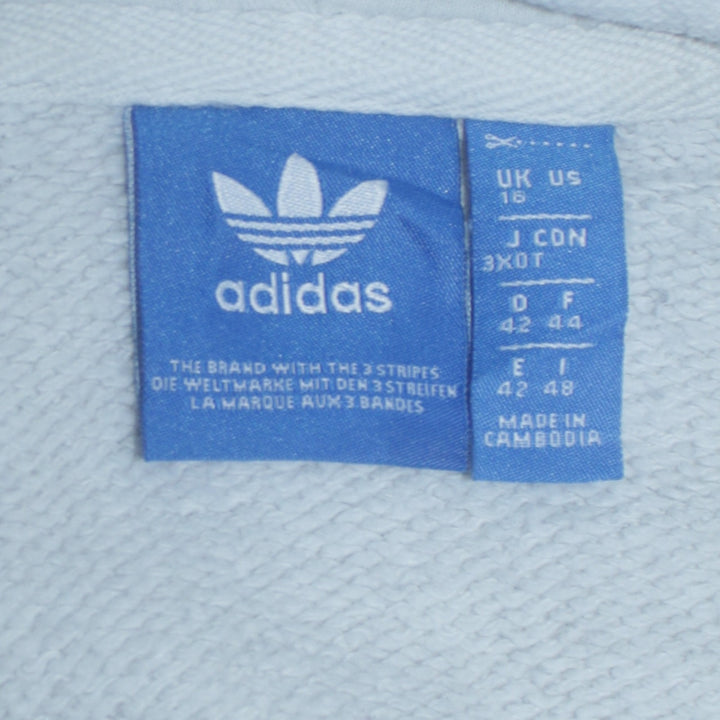 adidas
THE BRAND WITH THE 3 STRIPES
DIE WELTMARKE MIT DEN 3 STREIFEN
LA MARQUE AUX 3 BANDES
UK US
16
J CDN
3XOT
D F
42 44
E I
42 48
MADE IN
CAMBODIA